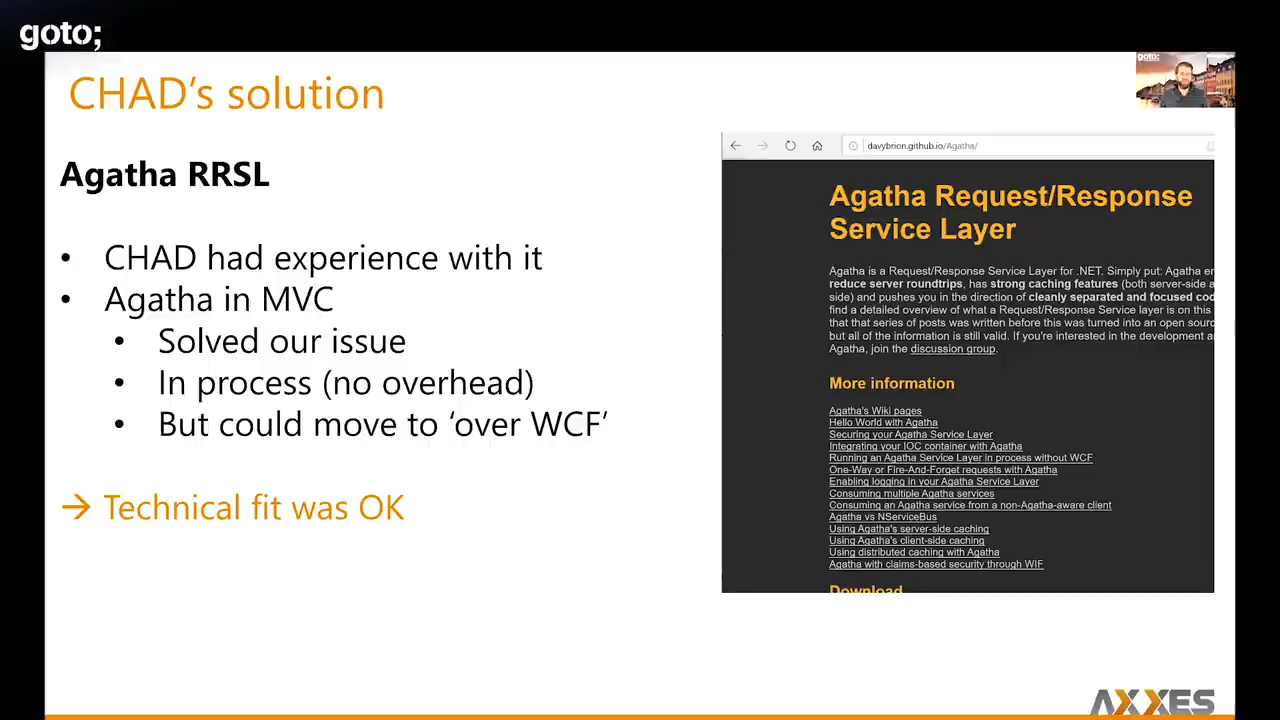 goto;
CHAD's solution
goto;
Agatha RRSL
• CHAD had experience with it
• Agatha in MVC
• Solved our issue
• In process (no overhead)
• But could move to ‘over WCF’
→ Technical fit was OK
davybrion.github.io/Agatha/
Agatha Request/Response
Service Layer
Agatha is a Request/Response Service Layer for .NET. Simply put: Agatha en
reduce server roundtrips, has strong caching features (both server-side a
side) and pushes you in the direction of cleanly separated and focused cod
find a detailed overview of what a Request/Response Service layer is on this
that that series of posts was written before this was turned into an open sourc
but all of the information is still valid. If you're interested in the development a
Agatha, join the discussion group.
More information
Agatha's Wiki pages
Hello World with Agatha
Securing your Agatha Service Layer
Integrating your IOC container with Agatha
Running an Agatha Service Layer in process without WCF
One-Way or Fire-And-Forget requests with Agatha
Enabling logging in your Agatha Service Layer
Consuming multiple Agatha services
Consuming an Agatha service from a non-Agatha-aware client
Agatha vs NServiceBus
Using Agatha's server-side caching
Using Agatha's client-side caching
Using distributed caching with Agatha
Agatha with claims-based security through WIF
Download
AXXES